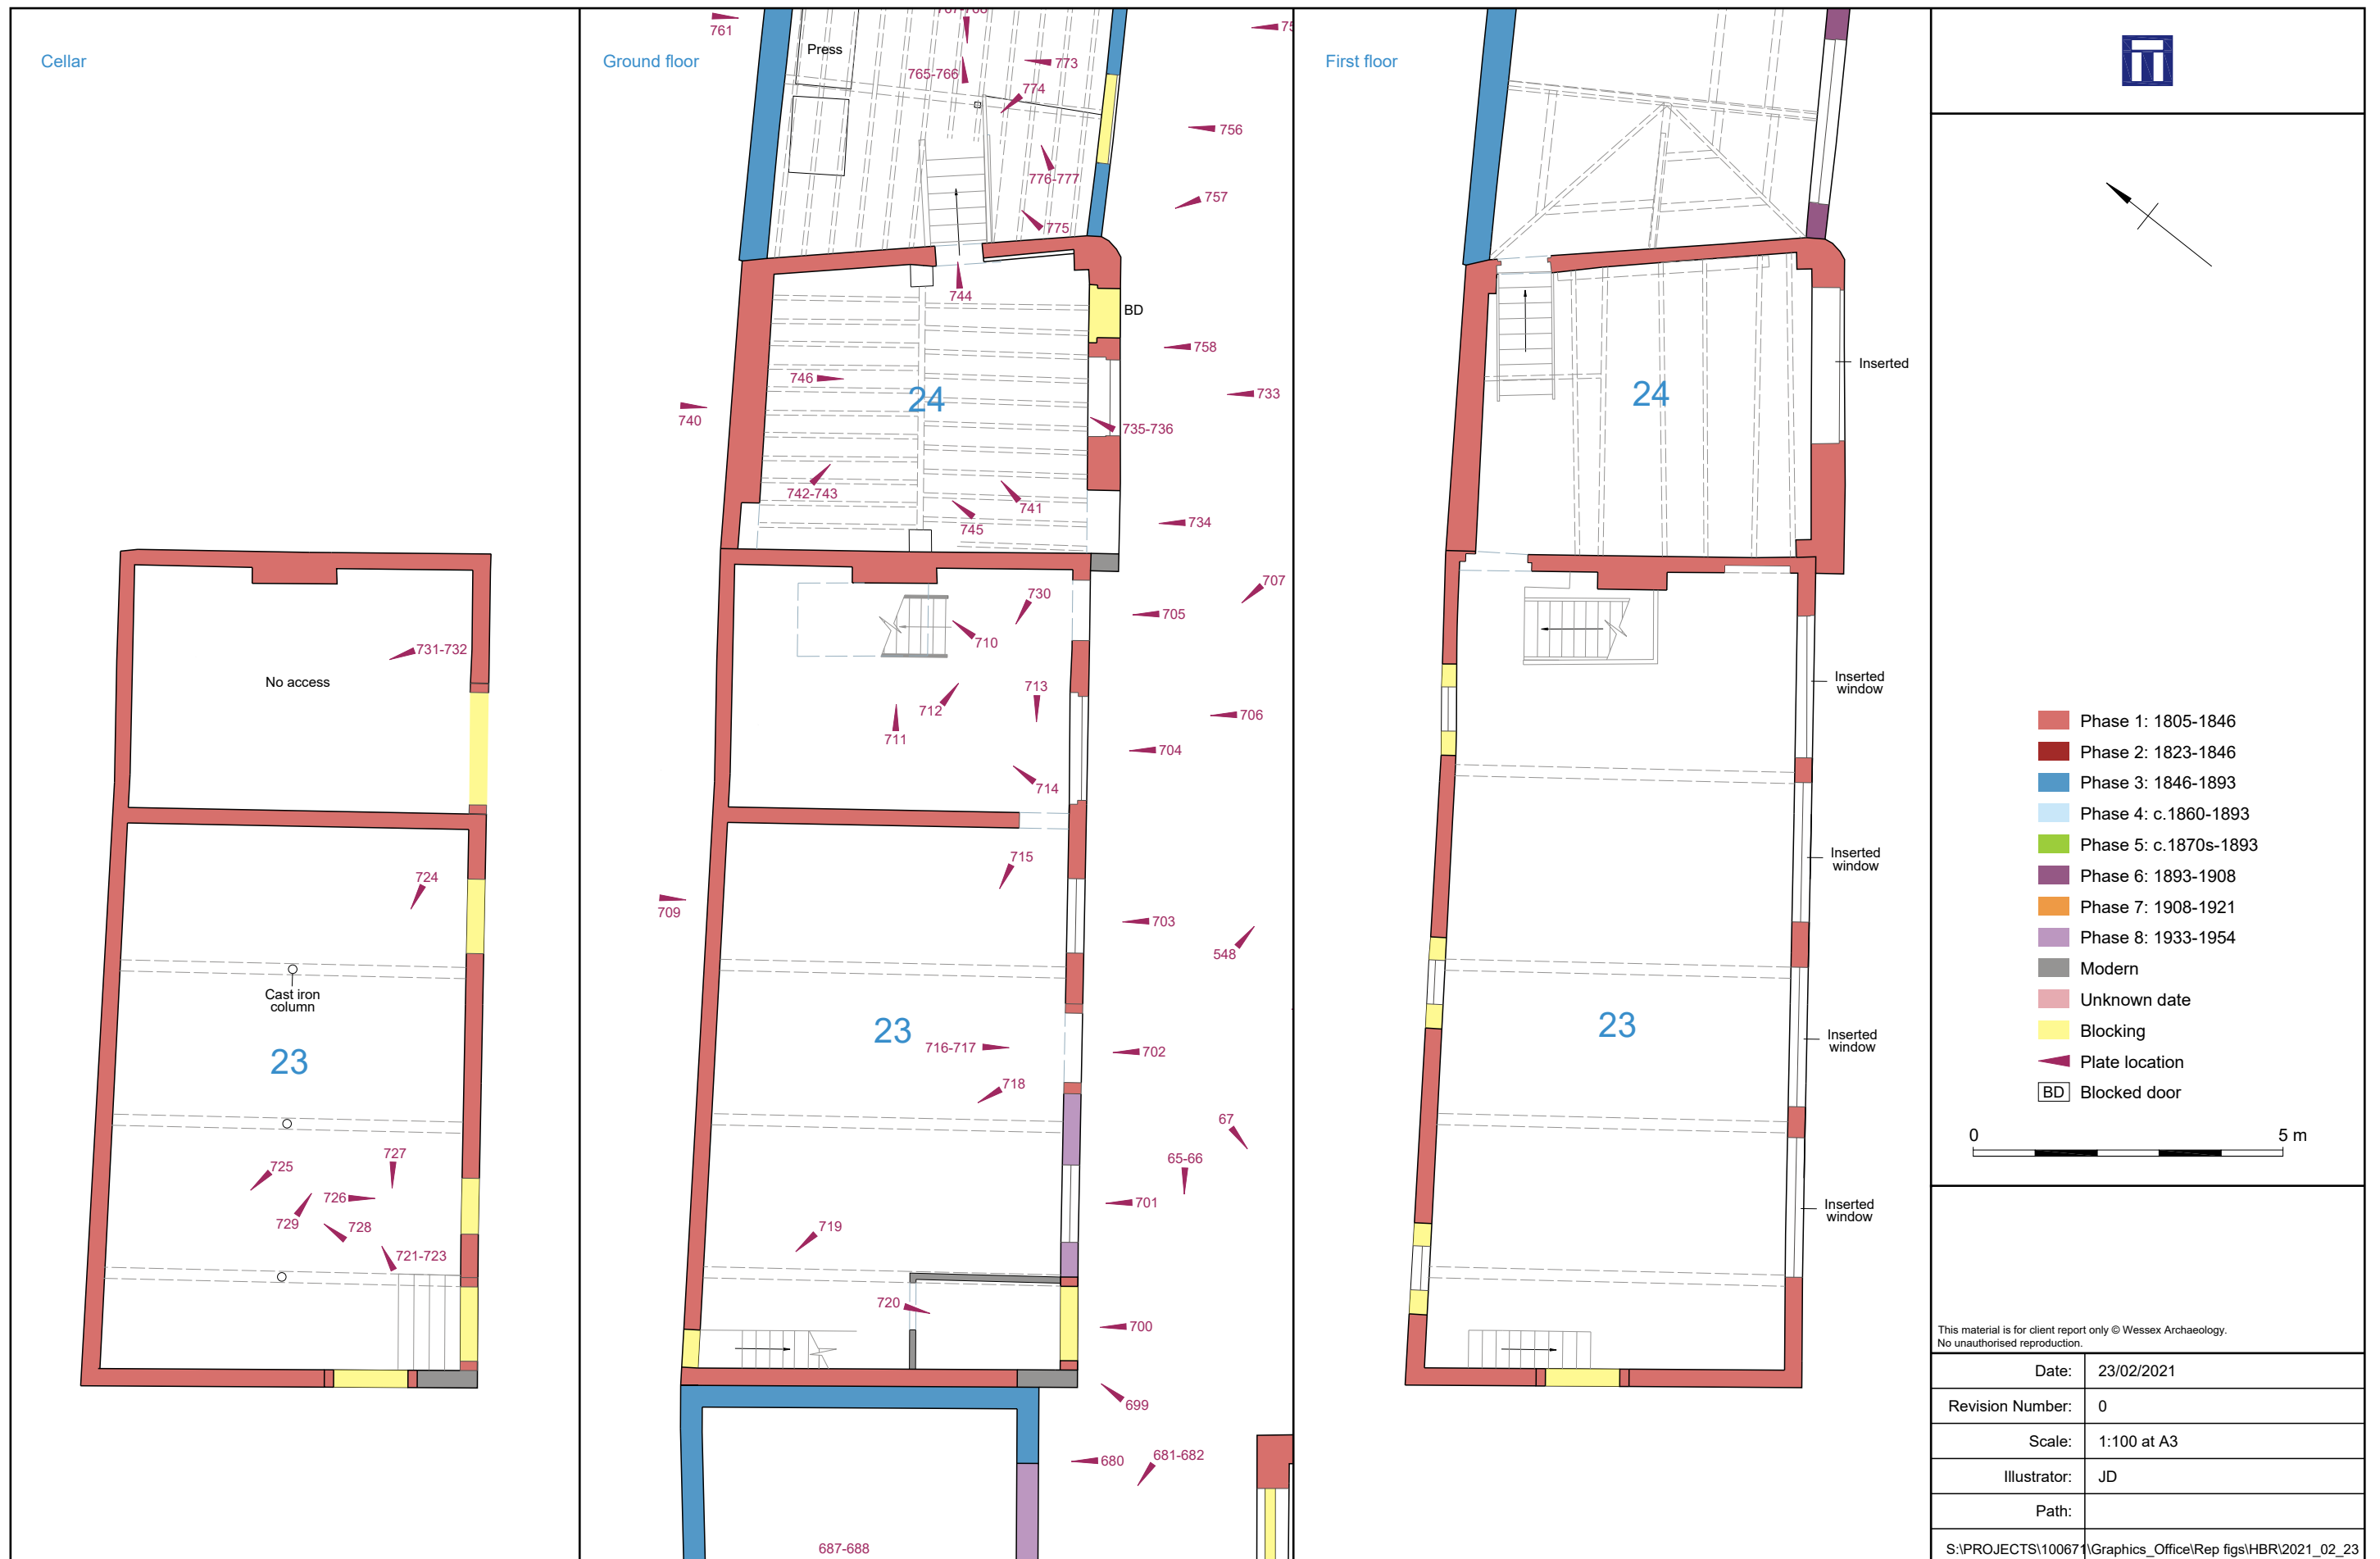 Cellar
731-732
No access
724
Cast iron
column
23
725
727
726
729
728
721-723
Ground floor
761
Press
765-766
773
774
756
776-777
757
775
744
BD
758
746
24
733
740
735-736
742-743
741
745
734
730
707
705
710
713
712
706
711
704
714
715
709
703
548
23
716-717
702
718
67
65-66
701
719
720
700
699
680
681-682
687-688
First floor
Inserted
24
Inserted
window
Inserted
window
23
Inserted
window
Inserted
window
Phase 1: 1805-1846
Phase 2: 1823-1846
Phase 3: 1846-1893
Phase 4: c.1860-1893
Phase 5: c.1870s-1893
Phase 6: 1893-1908
Phase 7: 1908-1921
Phase 8: 1933-1954
Modern
Unknown date
Blocking
Plate location
BD Blocked door
0 5 m
This material is for client report only © Wessex Archaeology.
No unauthorised reproduction.
Date: 23/02/2021
Revision Number: 0
Scale: 1:100 at A3
Illustrator: JD
Path:
S:\PROJECTS\100671\Graphics_Office\Rep figs\HBR\2021_02_23